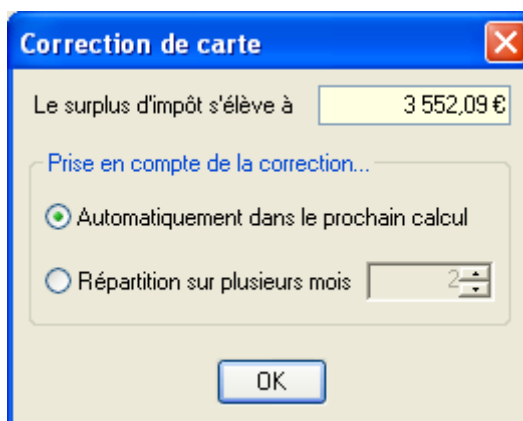 Correction de carte
Le surplus d'impôt s'élève à 3 552,09 €
Prise en compte de la correction...
Automatiquement dans le prochain calcul
Répartition sur plusieurs mois 2
OK